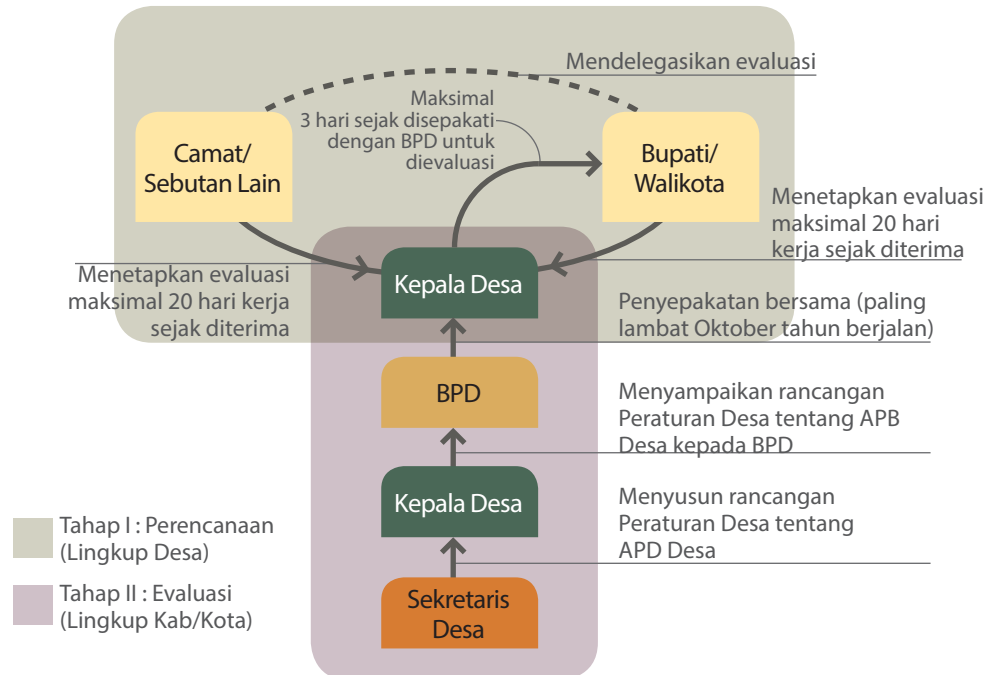 Mendelegasikan evaluasi
Maksimal
3 hari sejak disepakati
dengan BPD untuk
dievaluasi
Camat/
Sebutan Lain
Bupati/
Walikota
Menetapkan evaluasi
maksimal 20 hari
kerja sejak diterima
Menetapkan evaluasi
maksimal 20 hari kerja
sejak diterima
Kepala Desa
Penyepakatan bersama (paling
lambat Oktober tahun berjalan)
BPD
Menyampaikan rancangan
Peraturan Desa tentang APB
Desa kepada BPD
Kepala Desa
Menyusun rancangan
Peraturan Desa tentang
APD Desa
Sekretaris
Desa
Tahap I : Perencanaan
(Lingkup Desa)
Tahap II : Evaluasi
(Lingkup Kab/Kota)